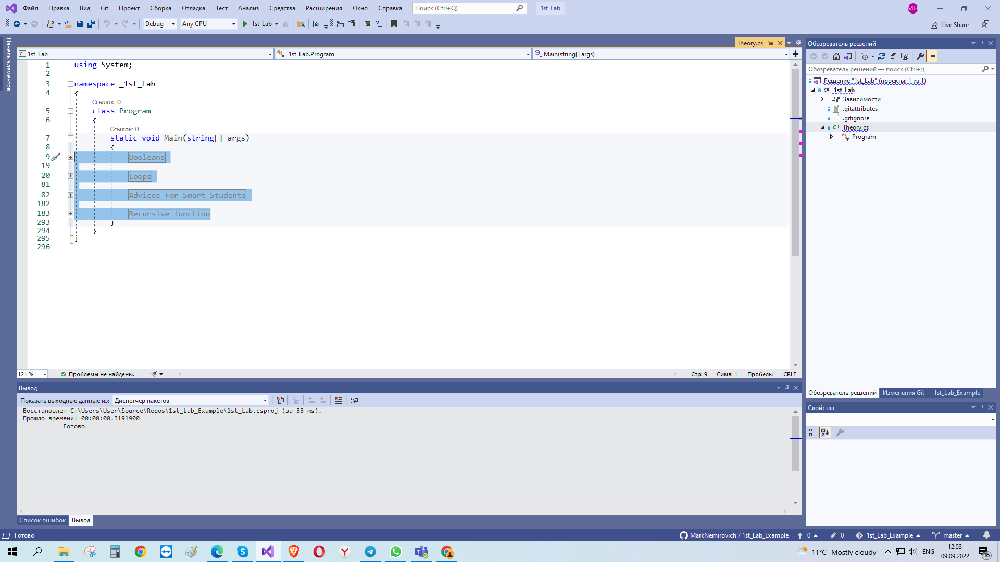 Файл Правка Вид Git Проект Сборка Отладка Тест Анализ Средства Расширения Окно Справка Поиск (Ctrl+Q) 1st_Lab MH
Debug Any CPU 1st_Lab Live Share
Панель элементов
Theory.cs
1st_Lab _1st_Lab.Program Main(string[] args)
1 using System;
2
3 namespace _1st_Lab
4 {
Ссылок: 0
5 class Program
6 {
Ссылок: 0
7 static void Main(string[] args)
8 {
9 Booleans
19
20 Loops
81
82 Advices For Smart Students
182
183 Recursive function
293 }
294 }
295 }
296
121 % Проблемы не найдены. Стр: 9 Симв: 1 Пробелы CRLF
Вывод
Показать выходные данные из: Диспетчер пакетов
Восстановлен C:\Users\User\Source\Repos\1st_Lab_Example\1st_Lab.csproj (за 33 ms).
Прошло времени: 00:00:00.3191900
========== Готово ==========
Список ошибок Вывод
Обозреватель решений
Обозреватель решений — поиск (Ctrl+;)
Решение "1st_Lab" (проекты: 1 из 1)
C# 1st_Lab
Зависимости
.gitattributes
.gitignore
C# Theory.cs
Program
Обозреватель решений Изменения Git — 1st_Lab_Example
Свойства
Готово MarkNemirovich / 1st_Lab_Example 0 0 1st_Lab_Example master
11°C Mostly cloudy ENG 12:53
09.09.2022 16